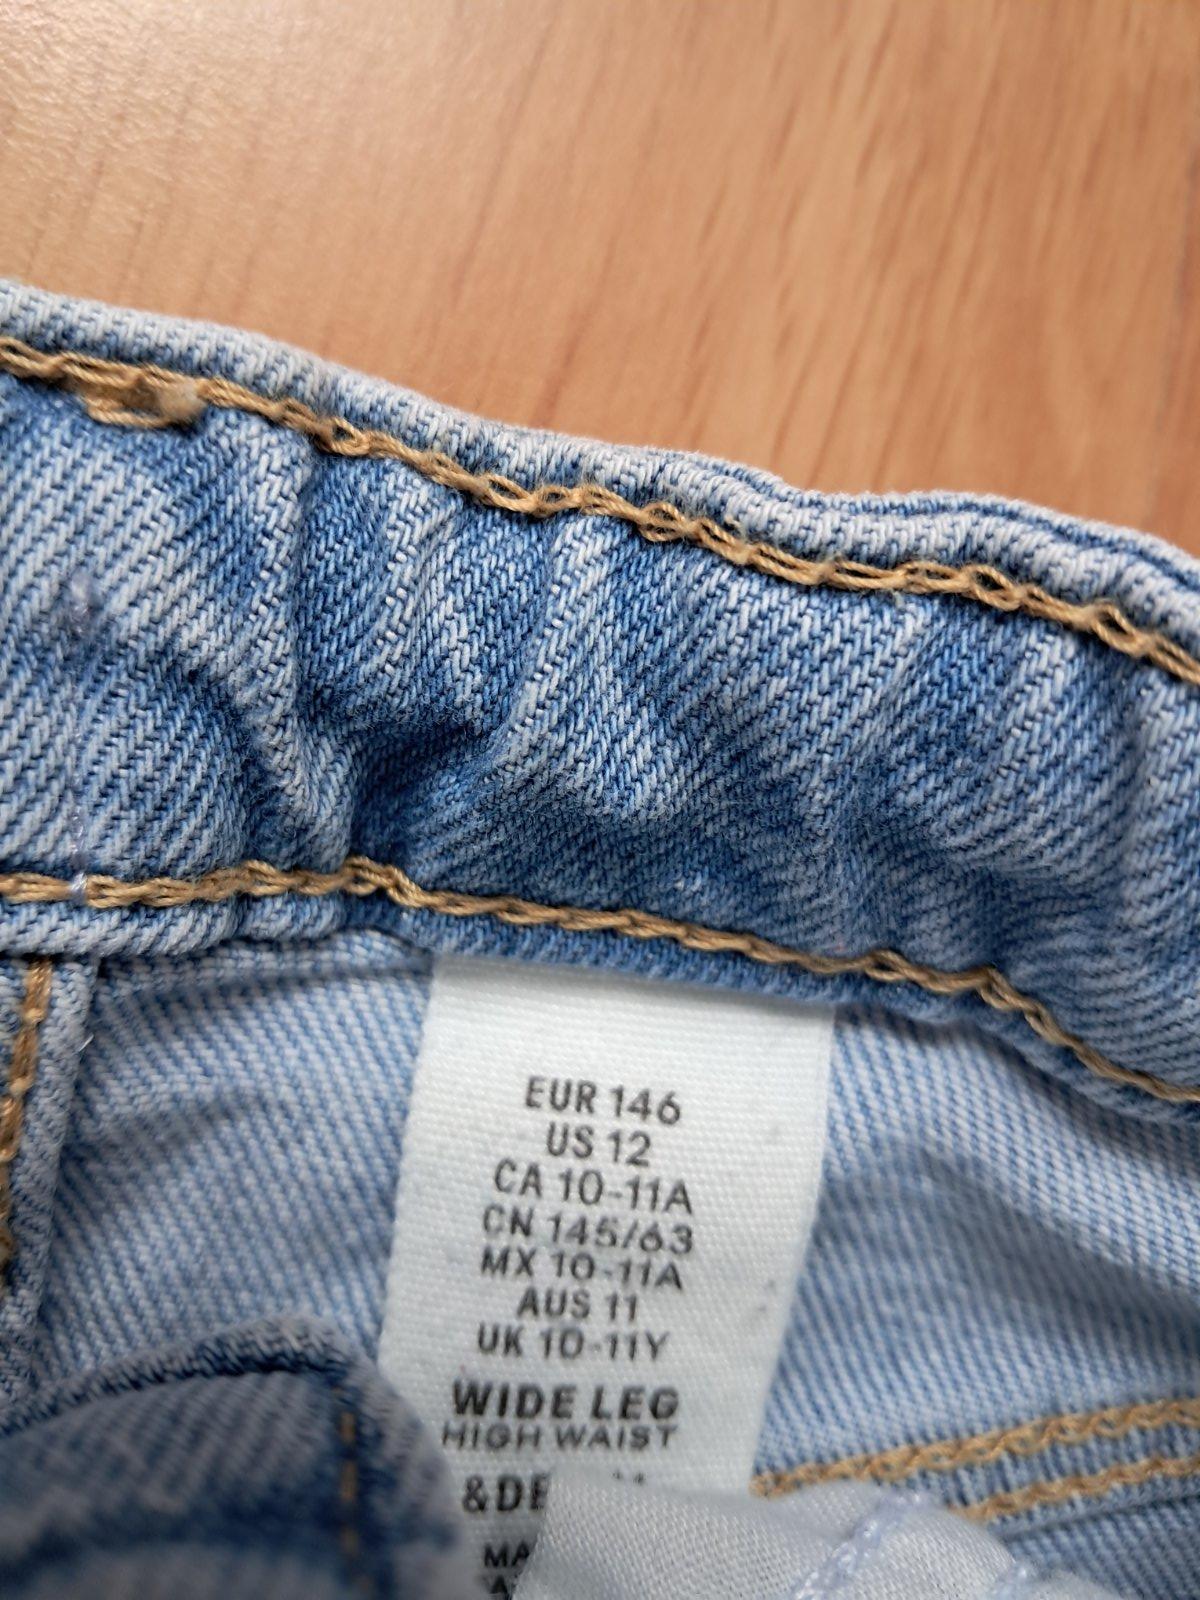 EUR 146
US 12
CA 10-11A
CN 145/63
MX 10-11A
AUS 11
UK 10-11Y
WIDE LEG
HIGH WAIST